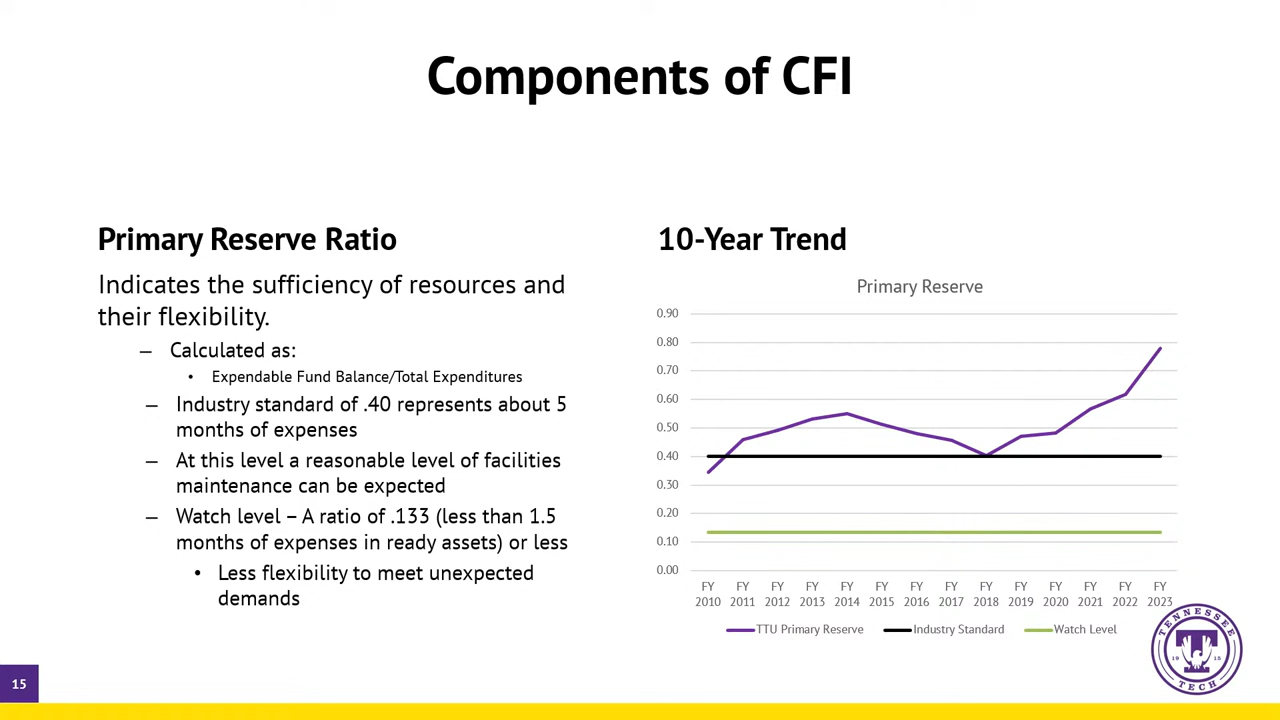 Components of CFI
Primary Reserve Ratio
Indicates the sufficiency of resources and
their flexibility.
– Calculated as:
• Expendable Fund Balance/Total Expenditures
– Industry standard of .40 represents about 5
months of expenses
– At this level a reasonable level of facilities
maintenance can be expected
– Watch level – A ratio of .133 (less than 1.5
months of expenses in ready assets) or less
• Less flexibility to meet unexpected
demands
10-Year Trend
Primary Reserve
0.90
0.80
0.70
0.60
0.50
0.40
0.30
0.20
0.10
0.00
FY FY FY FY FY FY FY FY FY FY FY FY FY FY
2010 2011 2012 2013 2014 2015 2016 2017 2018 2019 2020 2021 2022 2023
TTU Primary Reserve Industry Standard Watch Level
TENNESSEE
T
19 15
TECH
15